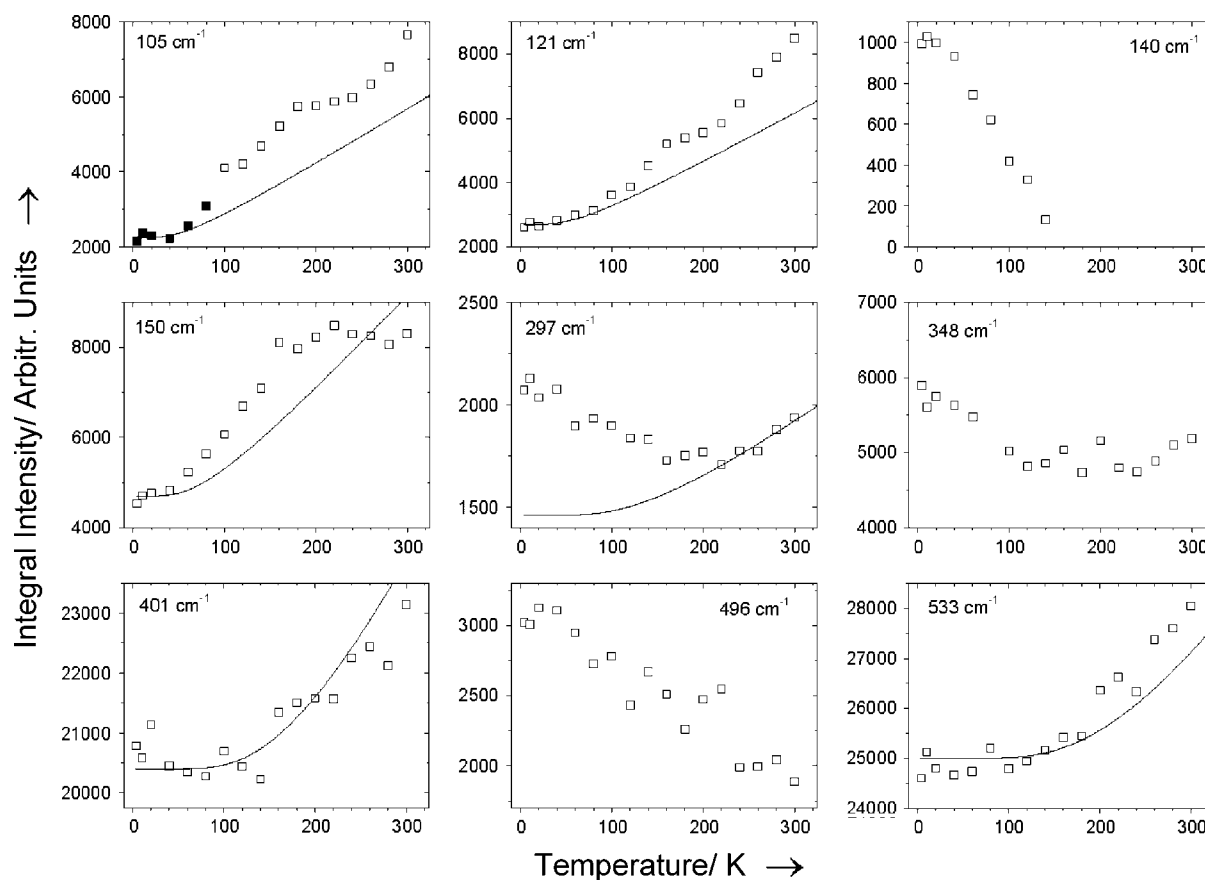 Integral Intensity/ Arbitr. Units →
105 cm⁻¹
8000
6000
4000
2000
0 100 200 300
121 cm⁻¹
8000
6000
4000
2000
0 100 200 300
140 cm⁻¹
1000
800
600
400
200
0
0 100 200 300
150 cm⁻¹
8000
6000
4000
0 100 200 300
297 cm⁻¹
2500
2000
1500
0 100 200 300
348 cm⁻¹
7000
6000
5000
4000
0 100 200 300
401 cm⁻¹
23000
22000
21000
20000
0 100 200 300
496 cm⁻¹
3000
2500
2000
0 100 200 300
533 cm⁻¹
28000
27000
26000
25000
24000
0 100 200 300
Temperature/ K →